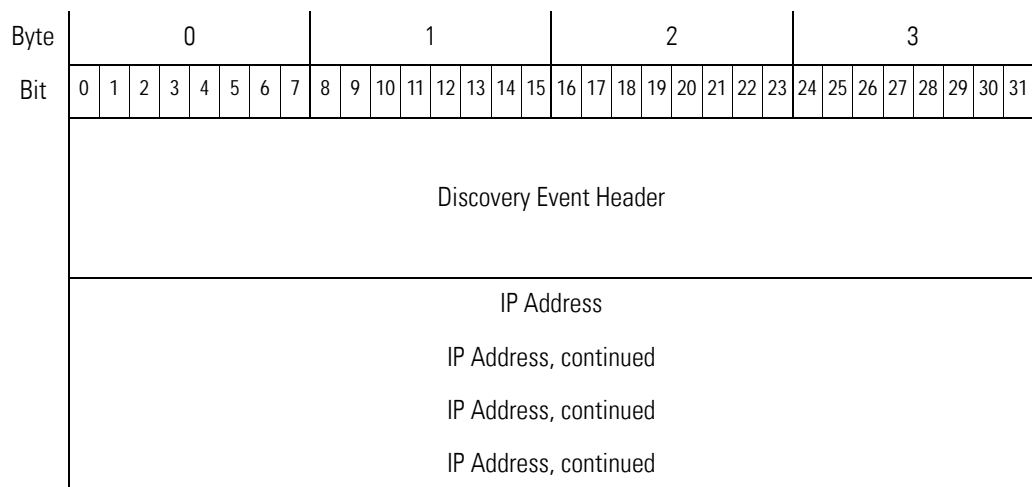 Byte 0 1 2 3
Bit 0 1 2 3 4 5 6 7 8 9 10 11 12 13 14 15 16 17 18 19 20 21 22 23 24 25 26 27 28 29 30 31
Discovery Event Header
IP Address
IP Address, continued
IP Address, continued
IP Address, continued